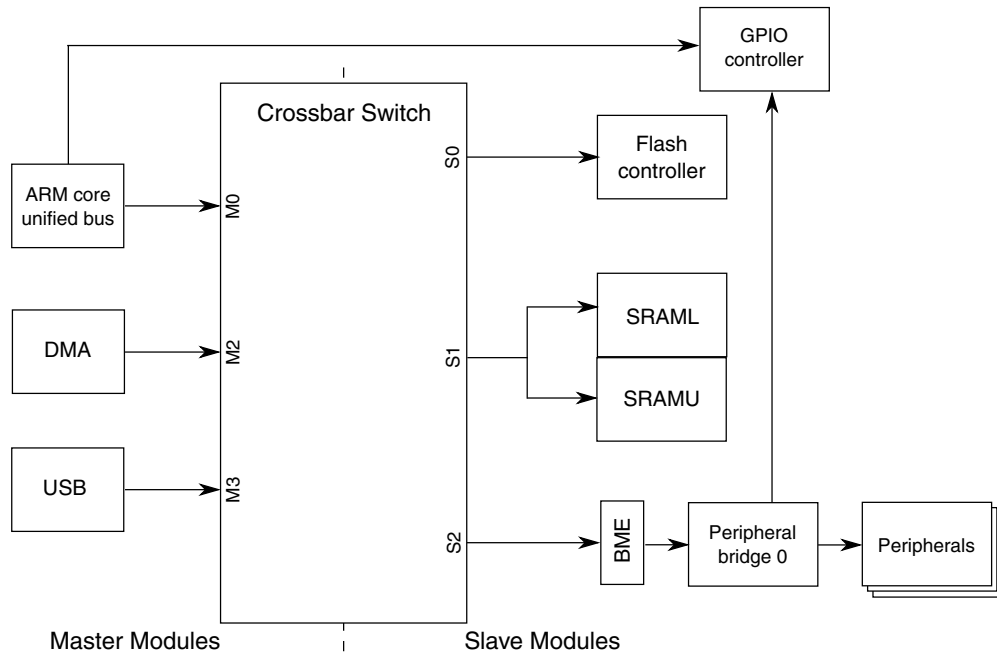 GPIO
controller
Crossbar Switch
S0
Flash
controller
ARM core
unified bus
M0
SRAML
DMA
M2
S1
SRAMU
USB
M3
S2
BME
Peripheral
bridge 0
Peripherals
Master Modules
Slave Modules